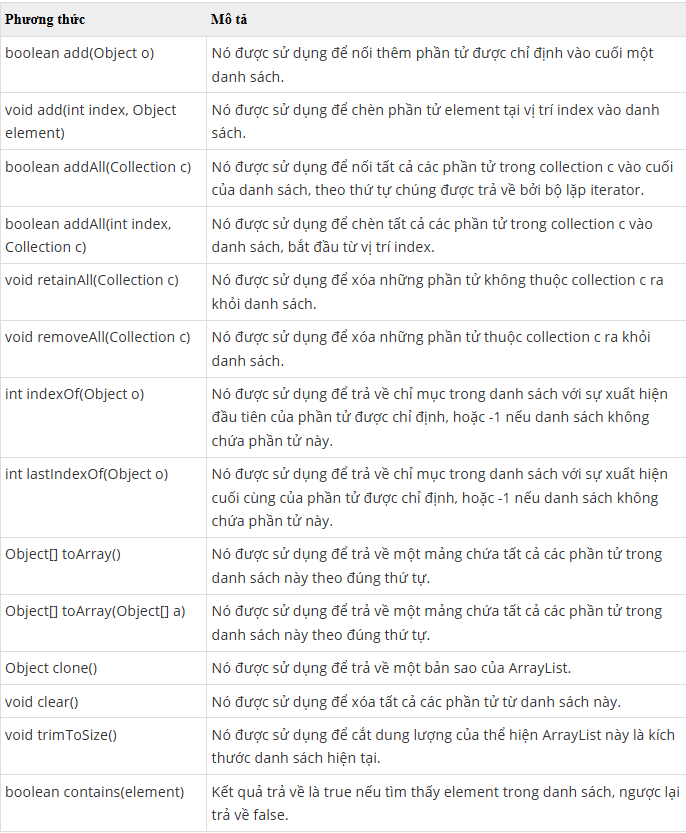 Phương thức Mô tả
boolean add(Object o) Nó được sử dụng để nối thêm phần tử được chỉ định vào cuối một
danh sách.
void add(int index, Object
element)
Nó được sử dụng để chèn phần tử element tại vị trí index vào danh
sách.
boolean addAll(Collection c) Nó được sử dụng để nối tất cả các phần tử trong collection c vào cuối
của danh sách, theo thứ tự chúng được trả về bởi bộ lặp iterator.
boolean addAll(int index,
Collection c)
Nó được sử dụng để chèn tất cả các phần tử trong collection c vào
danh sách, bắt đầu từ vị trí index.
void retainAll(Collection c) Nó được sử dụng để xóa những phần tử không thuộc collection c ra
khỏi danh sách.
void removeAll(Collection c) Nó được sử dụng để xóa những phần tử thuộc collection c ra khỏi
danh sách.
int indexOf(Object o) Nó được sử dụng để trả về chỉ mục trong danh sách với sự xuất hiện
đầu tiên của phần tử được chỉ định, hoặc -1 nếu danh sách không
chứa phần tử này.
int lastIndexOf(Object o) Nó được sử dụng để trả về chỉ mục trong danh sách với sự xuất hiện
cuối cùng của phần tử được chỉ định, hoặc -1 nếu danh sách không
chứa phần tử này.
Object[] toArray() Nó được sử dụng để trả về một mảng chứa tất cả các phần tử trong
danh sách này theo đúng thứ tự.
Object[] toArray(Object[] a) Nó được sử dụng để trả về một mảng chứa tất cả các phần tử trong
danh sách này theo đúng thứ tự.
Object clone() Nó được sử dụng để trả về một bản sao của ArrayList.
void clear() Nó được sử dụng để xóa tất cả các phần tử từ danh sách này.
void trimToSize() Nó được sử dụng để cắt dung lượng của thể hiện ArrayList này là kích
thước danh sách hiện tại.
boolean contains(element) Kết quả trả về là true nếu tìm thấy element trong danh sách, ngược lại
trả về false.